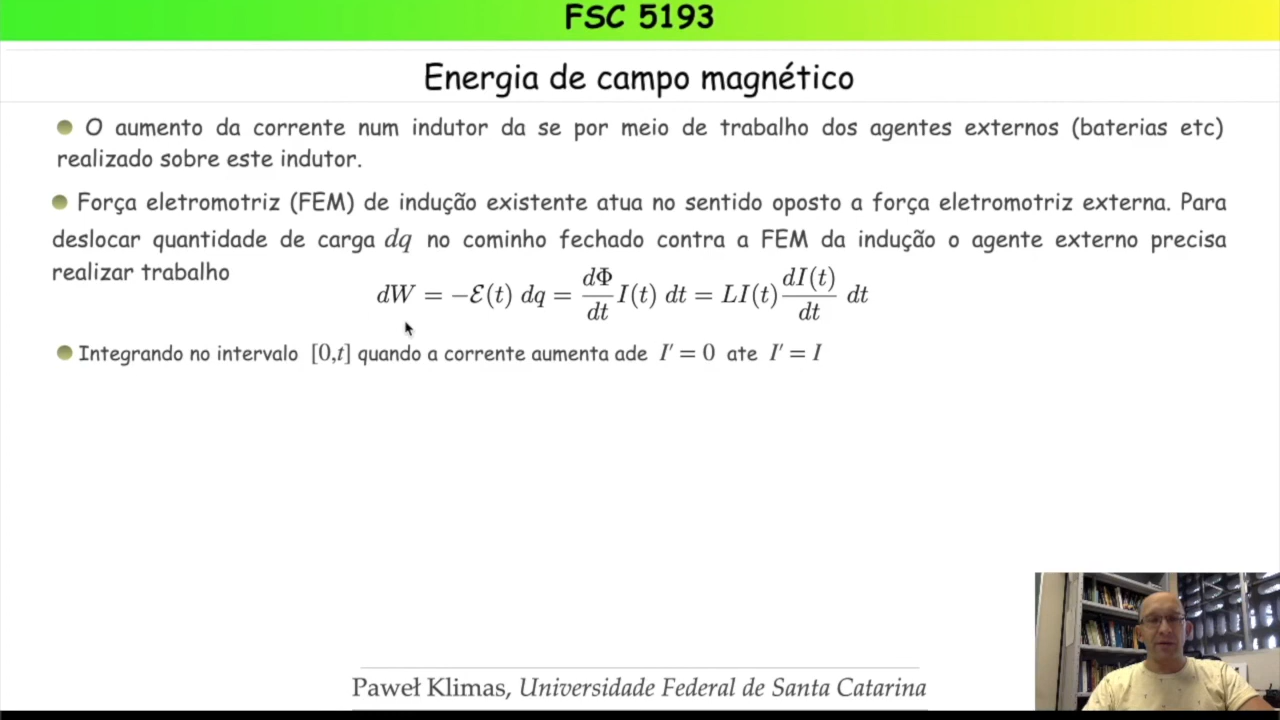 FSC 5193
Energia de campo magnético
O aumento da corrente num indutor da se por meio de trabalho dos agentes externos (baterias etc)
realizado sobre este indutor.
Força eletromotriz (FEM) de indução existente atua no sentido oposto a força eletromotriz externa. Para
deslocar quantidade de carga dq no cominho fechado contra a FEM da indução o agente externo precisa
realizar trabalho
dW = −ℰ(t) dq = dΦ/dt I(t) dt = LI(t) dI(t)/dt dt
Integrando no intervalo [0,t] quando a corrente aumenta ade I′ = 0 ate I′ = I
Paweł Klimas, Universidade Federal de Santa Catarina